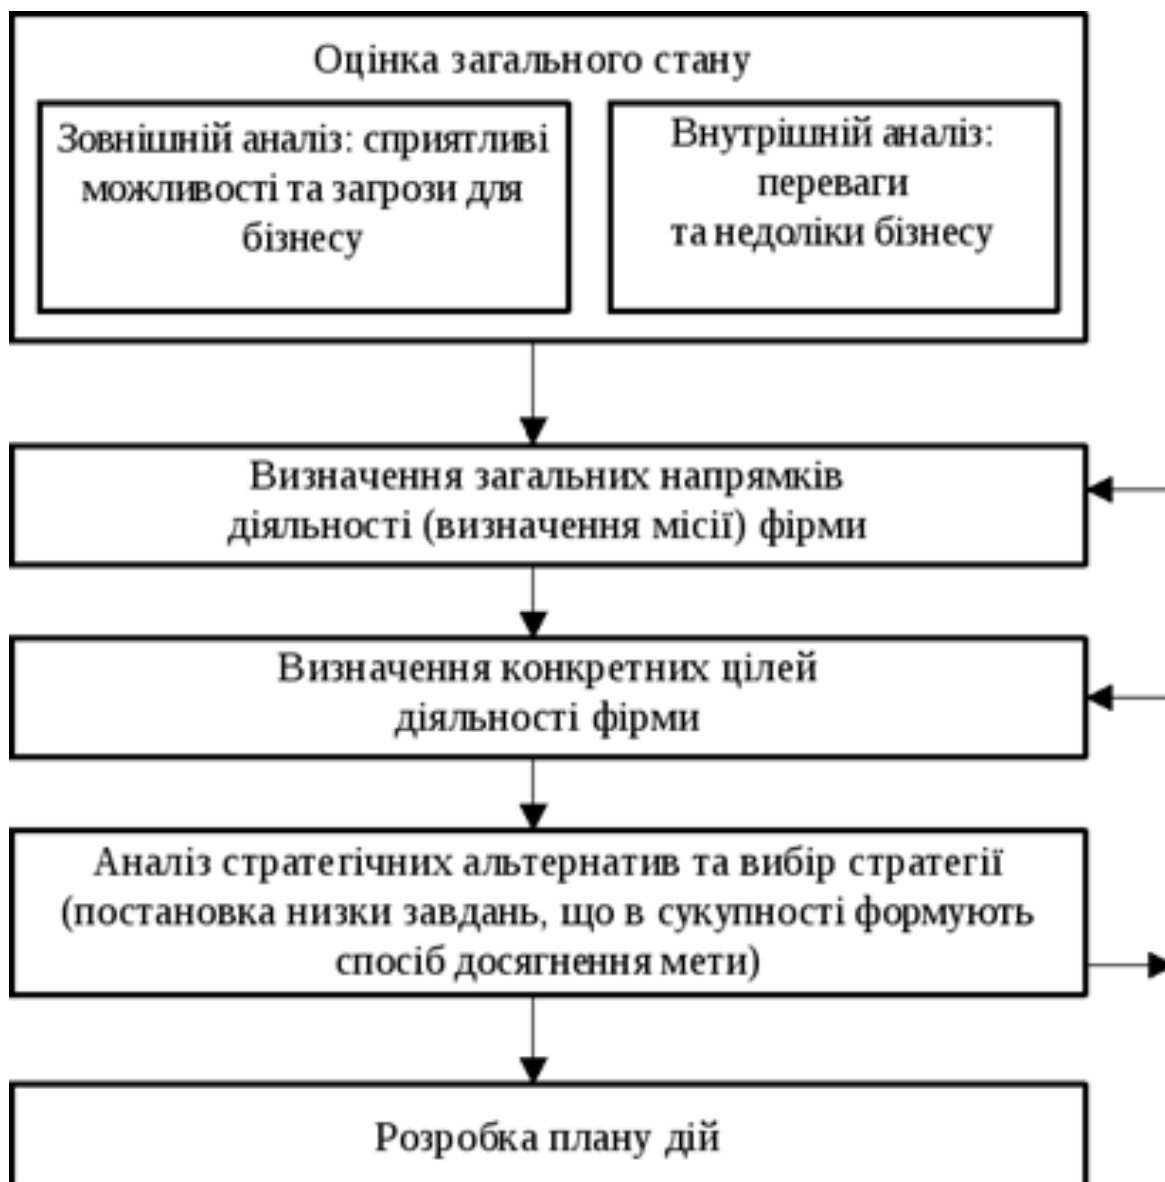 Оцінка загального стану
Зовнішній аналіз: сприятливі
можливості та загрози для
бізнесу
Внутрішній аналіз:
переваги
та недоліки бізнесу
Визначення загальних напрямків
діяльності (визначення місії) фірми
Визначення конкретних цілей
діяльності фірми
Аналіз стратегічних альтернатив та вибір стратегії
(постановка низки завдань, що в сукупності формують
спосіб досягнення мети)
Розробка плану дій